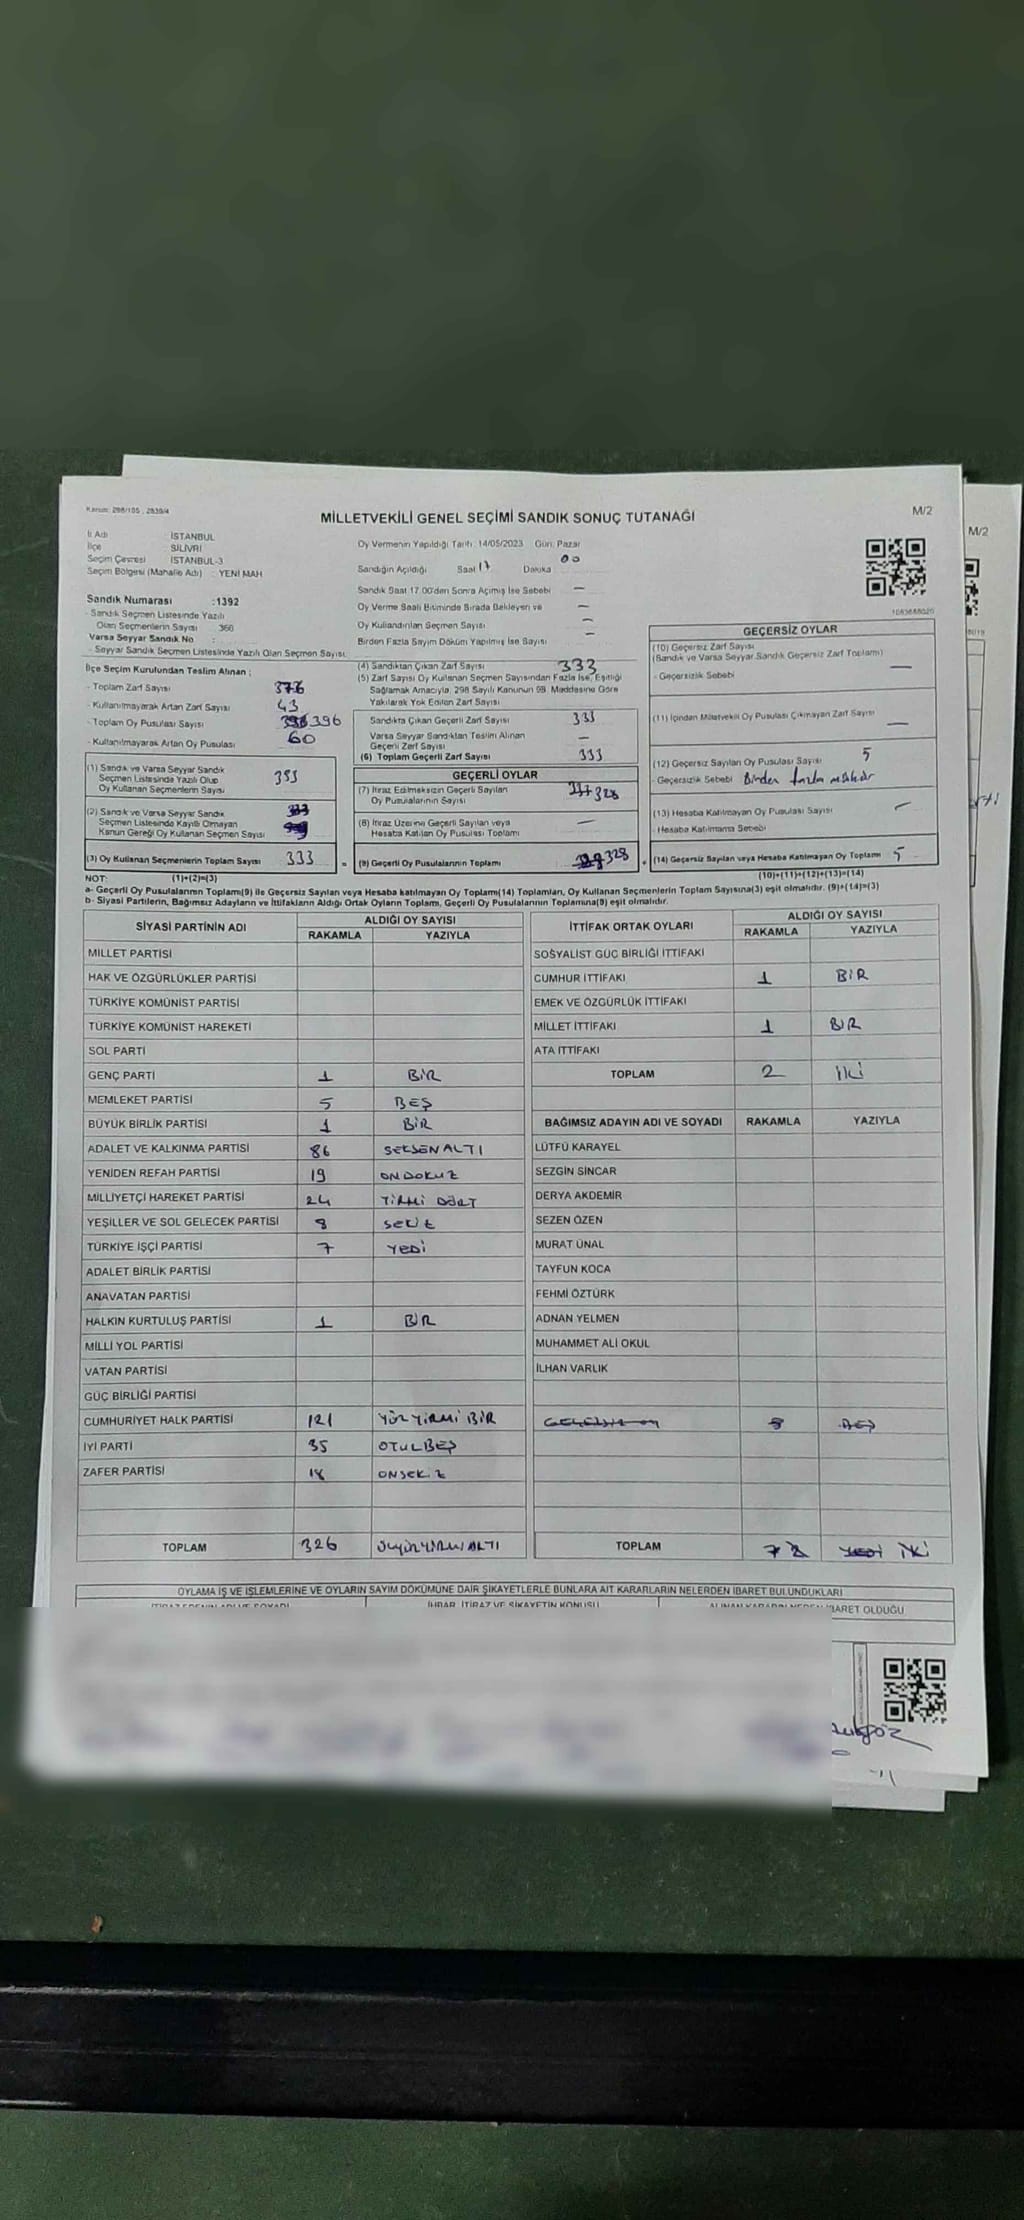 Kanun: 298/105 , 2839/4
MİLLETVEKİLİ GENEL SEÇİMİ SANDIK SONUÇ TUTANAĞI
M/2
M/2
İl Adı İSTANBUL
İlçe SİLİVRİ
Seçim Çevresi İSTANBUL-3
Seçim Bölgesi (Mahalle Adı) : YENİ MAH
Oy Vermenin Yapıldığı Tarih: 14/05/2023 Gün: Pazar
Sandığın Açıldığı Saat 17 Dakika 00
Sandık Saat 17.00'den Sonra Açılmış İse Sebebi —
Oy Verme Saati Bitiminde Sırada Bekleyen ve —
Oy Kullandırılan Seçmen Sayısı —
Birden Fazla Sayım Döküm Yapılmış İse Sayısı
Sandık Numarası :1392
- Sandık Seçmen Listesinde Yazılı
Olan Seçmenlerin Sayısı 360
Varsa Seyyar Sandık No :
- Seyyar Sandık Seçmen Listesinde Yazılı Olan Seçmen Sayısı
İlçe Seçim Kurulundan Teslim Alınan :
- Toplam Zarf Sayısı 376
- Kullanılmayarak Artan Zarf Sayısı 43
- Toplam Oy Pusulası Sayısı 396
- Kullanılmayarak Artan Oy Pusulası 60
(1) Sandık ve Varsa Seyyar Sandık
Seçmen Listesinde Yazılı Olup
Oy Kullanan Seçmenlerin Sayısı 333
(2) Sandık ve Varsa Seyyar Sandık
Seçmen Listesinde Kayıtlı Olmayan
Kanun Gereği Oy Kullanan Seçmen Sayısı
(3) Oy Kullanan Seçmenlerin Toplam Sayısı 333
(4) Sandıktan Çıkan Zarf Sayısı 333
(5) Zarf Sayısı Oy Kullanan Seçmen Sayısından Fazla İse, Eşitliği
Sağlamak Amacıyla, 298 Sayılı Kanunun 98. Maddesine Göre
Yakılarak Yok Edilen Zarf Sayısı
Sandıkta Çıkan Geçerli Zarf Sayısı 333
Varsa Seyyar Sandıktan Teslim Alınan
Geçerli Zarf Sayısı —
(6) Toplam Geçerli Zarf Sayısı 333
GEÇERLİ OYLAR
(7) İtiraz Edilmeksizin Geçerli Sayılan
Oy Pusulalarının Sayısı 328
(8) İtiraz Üzerine Geçerli Sayılan veya
Hesaba Katılan Oy Pusulası Toplamı —
= (9) Geçerli Oy Pusulalarının Toplamı 328
GEÇERSİZ OYLAR
(10) Geçersiz Zarf Sayısı
(Sandık ve Varsa Seyyar Sandık Geçersiz Zarf Toplamı)
- Geçersizlik Sebebi —
(11) İçinden Milletvekili Oy Pusulası Çıkmayan Zarf Sayısı —
(12) Geçersiz Sayılan Oy Pusulası Sayısı 5
- Geçersizlik Sebebi Birden fazla mühür
(13) Hesaba Katılmayan Oy Pusulası Sayısı —
- Hesaba Katılmama Sebebi
+ (14) Geçersiz Sayılan veya Hesaba Katılmayan Oy Toplamı 5
NOT: (1)+(2)=(3)
(10)+(11)+(12)+(13)=(14)
a- Geçerli Oy Pusulalarının Toplamı(9) ile Geçersiz Sayılan veya Hesaba katılmayan Oy Toplamı(14) Toplamları, Oy Kullanan Seçmenlerin Toplam Sayısına(3) eşit olmalıdır. (9)+(14)=(3)
b- Siyasi Partilerin, Bağımsız Adayların ve İttifakların Aldığı Ortak Oyların Toplamı, Geçerli Oy Pusulalarının Toplamına(9) eşit olmalıdır.
SİYASİ PARTİNİN ADI ALDIĞI OY SAYISI
RAKAMLA YAZIYLA
MİLLET PARTİSİ
HAK VE ÖZGÜRLÜKLER PARTİSİ
TÜRKİYE KOMÜNİST PARTİSİ
TÜRKİYE KOMÜNİST HAREKETİ
SOL PARTİ
GENÇ PARTİ 1 BİR
MEMLEKET PARTİSİ 5 BEŞ
BÜYÜK BİRLİK PARTİSİ 1 BİR
ADALET VE KALKINMA PARTİSİ 86 SEKSENALTI
YENİDEN REFAH PARTİSİ 19 ONDOKUZ
MİLLİYETÇİ HAREKET PARTİSİ 24 YİRMİ DÖRT
YEŞİLLER VE SOL GELECEK PARTİSİ 8 SEKİZ
TÜRKİYE İŞÇİ PARTİSİ 7 YEDİ
ADALET BİRLİK PARTİSİ
ANAVATAN PARTİSİ
HALKIN KURTULUŞ PARTİSİ 1 BİR
MİLLİ YOL PARTİSİ
VATAN PARTİSİ
GÜÇ BİRLİĞİ PARTİSİ
CUMHURİYET HALK PARTİSİ 121 YÜZYİRMİ BİR
İYİ PARTİ 35 OTUZBEŞ
ZAFER PARTİSİ 18 ONSEKİZ
TOPLAM 326 ÜÇYÜZYİRMİALTI
İTTİFAK ORTAK OYLARI ALDIĞI OY SAYISI
RAKAMLA YAZIYLA
SOSYALİST GÜÇ BİRLİĞİ İTTİFAKI
CUMHUR İTTİFAKI 1 BİR
EMEK VE ÖZGÜRLÜK İTTİFAKI
MİLLET İTTİFAKI 1 BİR
ATA İTTİFAKI
TOPLAM 2 İKİ
BAĞIMSIZ ADAYIN ADI VE SOYADI RAKAMLA YAZIYLA
LÜTFÜ KARAYEL
SEZGİN SİNCAR
DERYA AKDEMİR
SEZEN ÖZEN
MURAT ÜNAL
TAYFUN KOCA
FEHMİ ÖZTÜRK
ADNAN YELMEN
MUHAMMET ALİ OKUL
İLHAN VARLIK
GEÇERSİZ OY 5 BEŞ
TOPLAM 7 2 YEDİ İKİ
OYLAMA İŞ VE İŞLEMLERİNE VE OYLARIN SAYIM DÖKÜMÜNE DAİR ŞİKAYETLERLE BUNLARA AİT KARARLARIN NELERDEN İBARET BULUNDUKLARI
İTİRAZ EDENİN ADI VE SOYADI İHBAR, İTİRAZ VE ŞİKAYETİN KONUSU ALINAN KARARIN NEDEN İBARET OLDUĞU